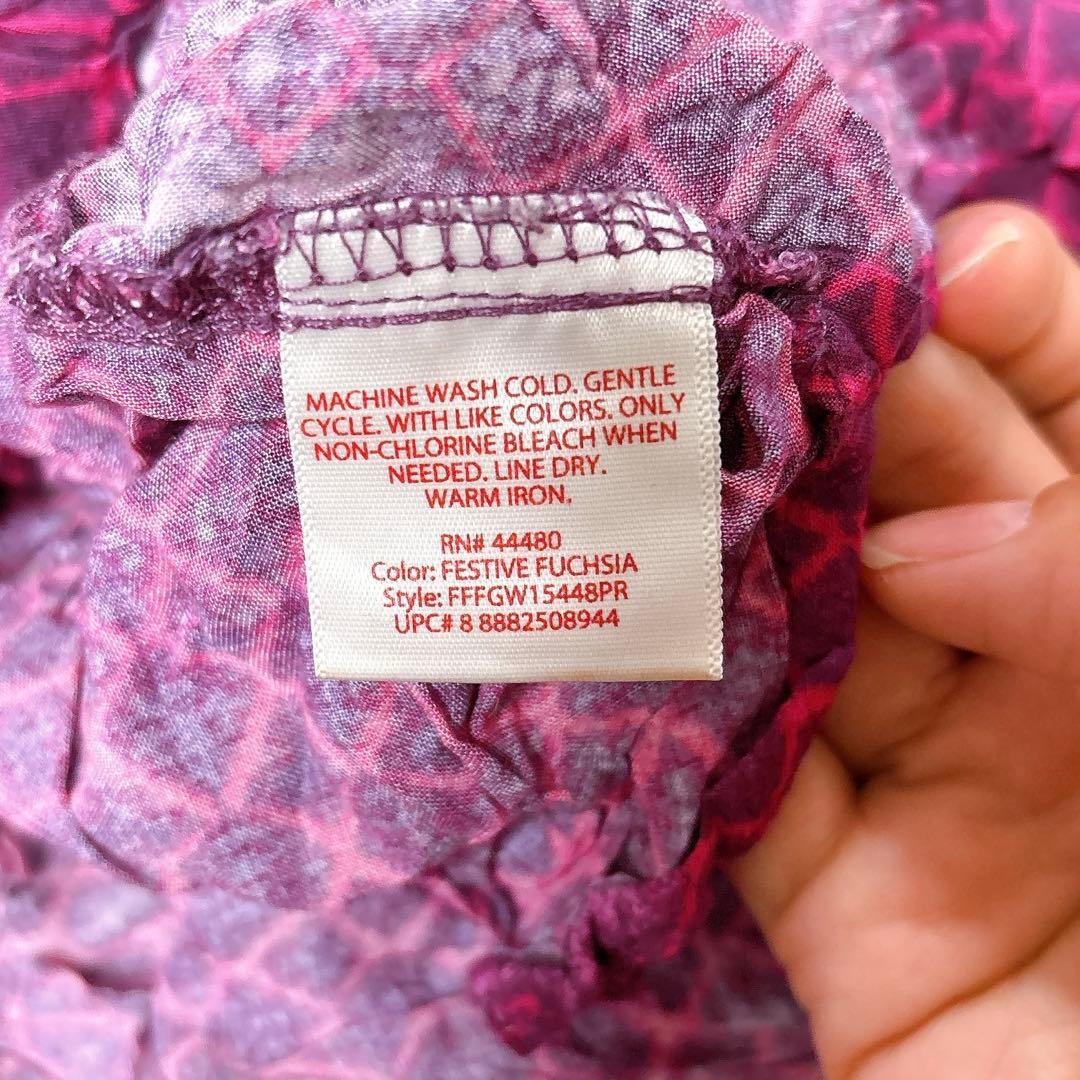 MACHINE WASH COLD. GENTLE
CYCLE. WITH LIKE COLORS. ONLY
NON-CHLORINE BLEACH WHEN
NEEDED. LINE DRY.
WARM IRON.
RN# 44480
Color: FESTIVE FUCHSIA
Style: FFFGW15448PR
UPC# 8 8882508944